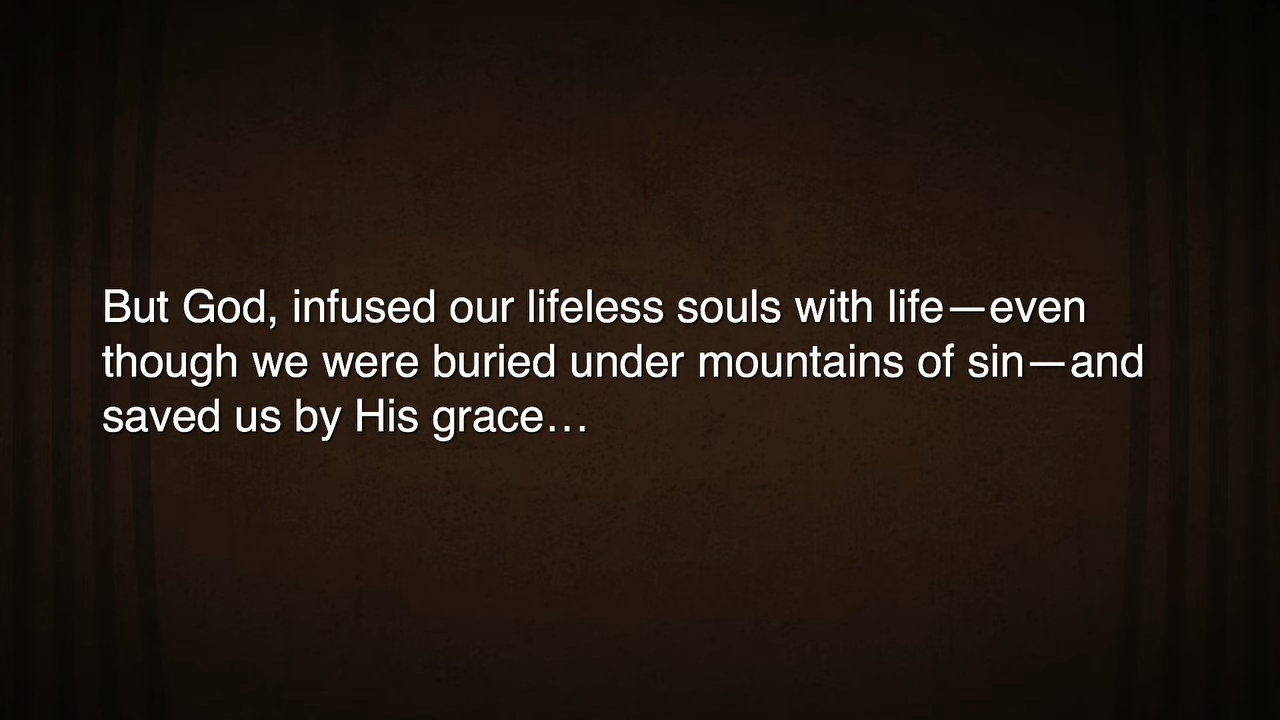 But God, infused our lifeless souls with life—even
though we were buried under mountains of sin—and
saved us by His grace…